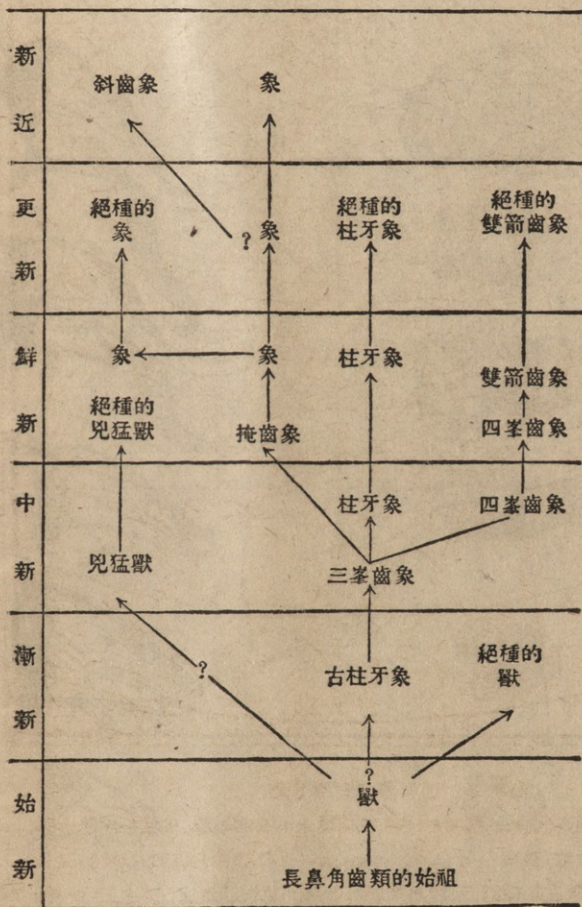 新近
斜齒象
象
更新
絕種的
象
?
象
絕種的
柱牙象
絕種的
雙箭齒象
鮮新
象
象
柱牙象
雙箭齒象
絕種的
兇猛獸
掩齒象
四峯齒象
中新
柱牙象
四峯齒象
兇猛獸
三峯齒象
漸新
?
古柱牙象
絕種的
獸
始新
?
獸
長鼻角齒類的始祖